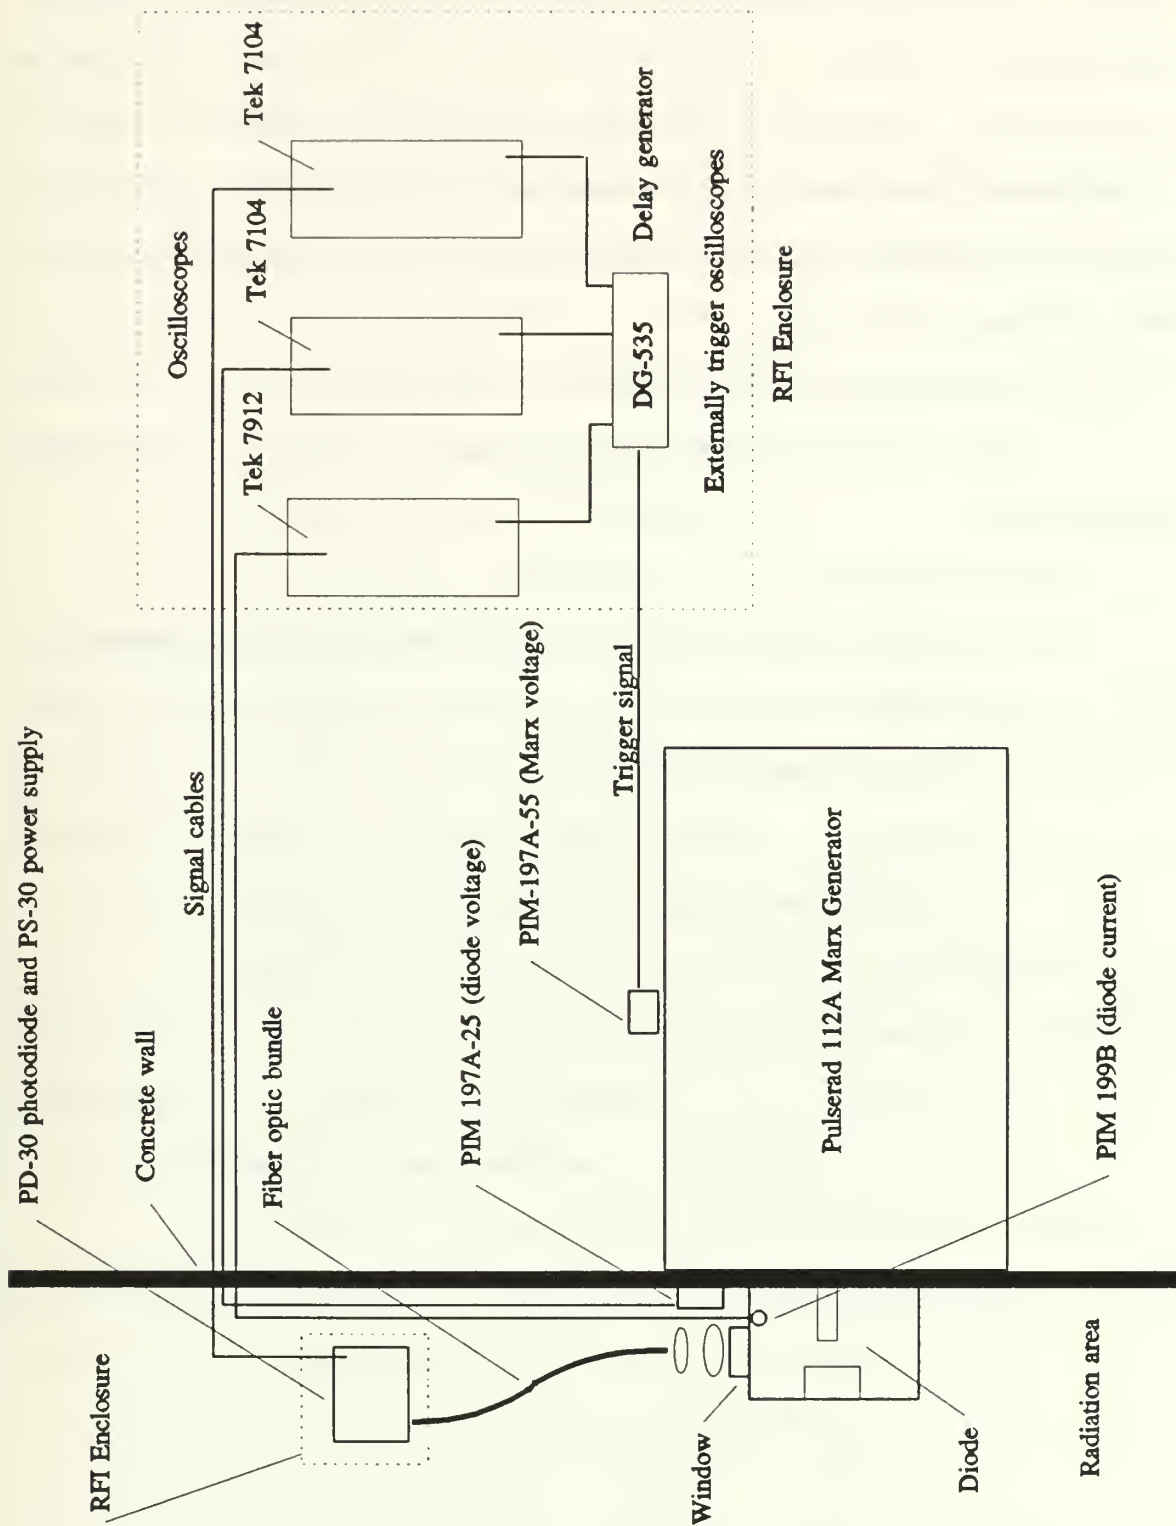 PD-30 photodiode and PS-30 power supply
Concrete wall
RFI Enclosure
Signal cables
Oscilloscopes
Tek 7912
Tek 7104
Tek 7104
Fiber optic bundle
PIM 197A-25 (diode voltage)
PIM-197A-55 (Marx voltage)
Trigger signal
DG-535
Delay generator
Externally trigger oscilloscopes
RFI Enclosure
Window
Pulserad 112A Marx Generator
Diode
PIM 199B (diode current)
Radiation area